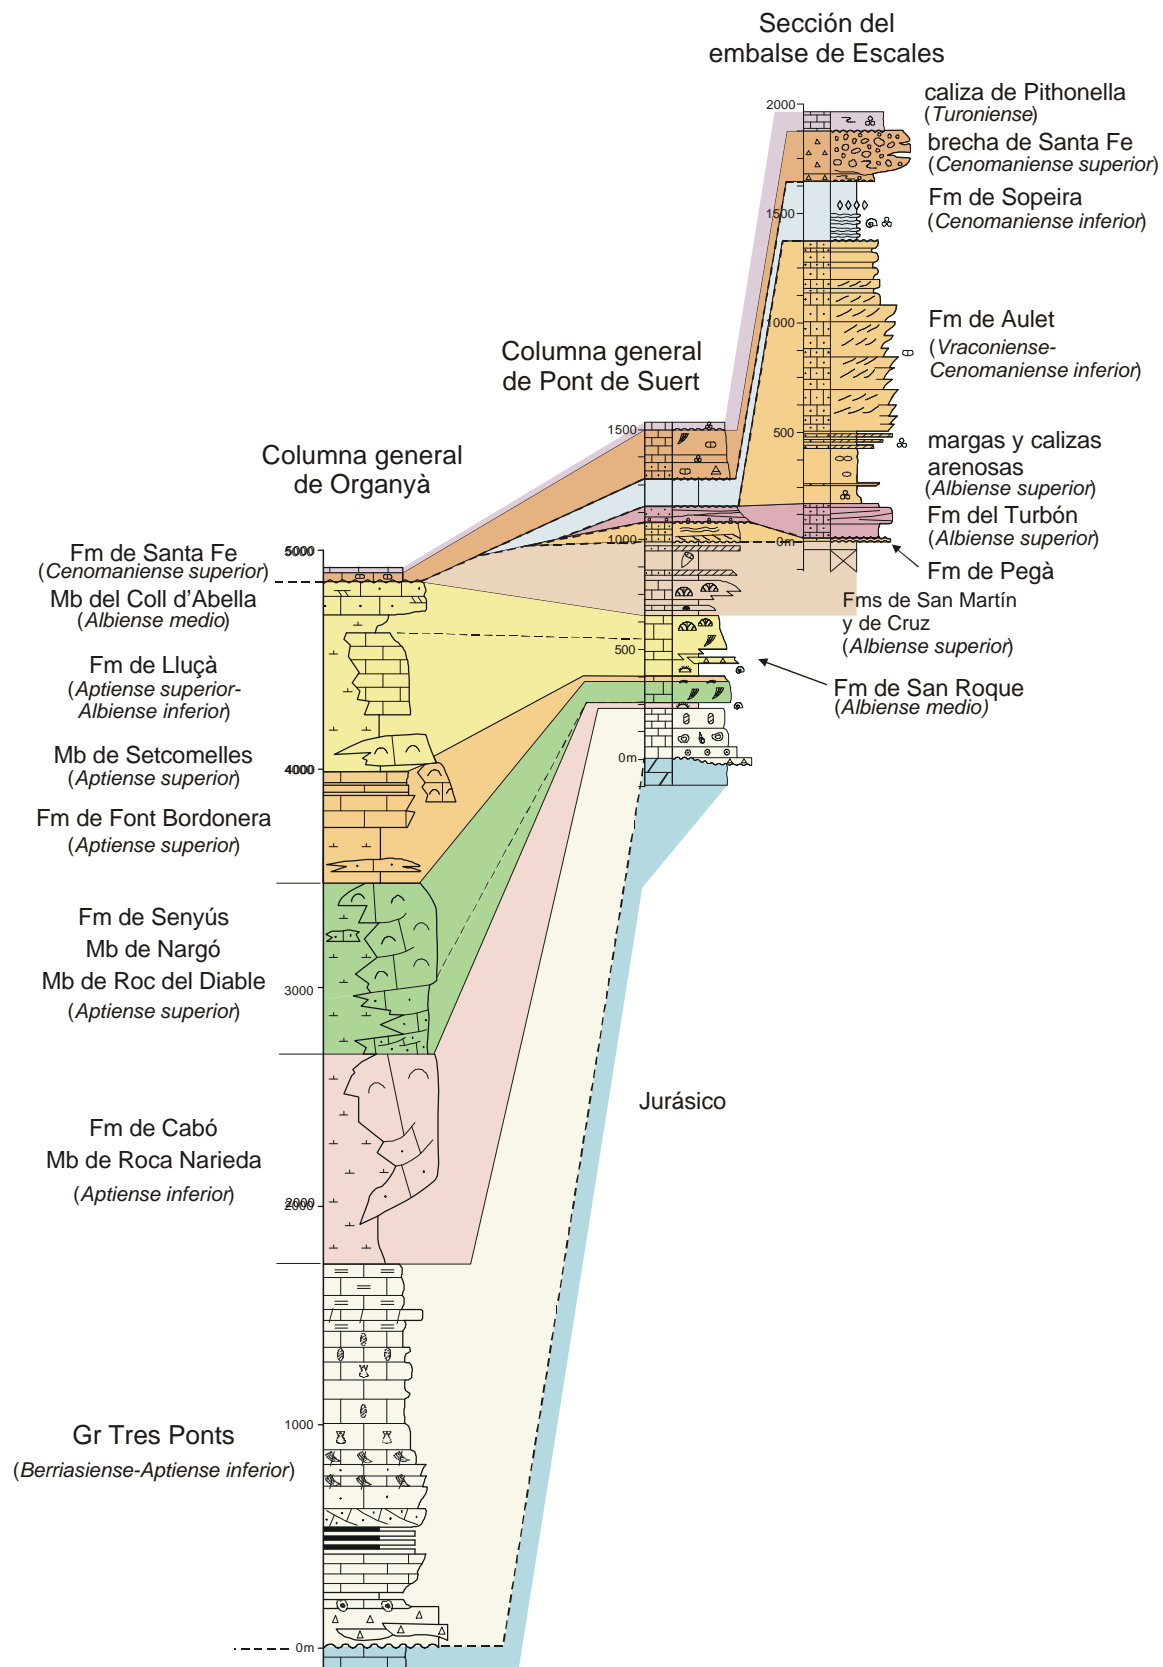 Sección del
embalse de Escales
2000
1500
1000
500
0m
caliza de Pithonella
(Turoniense)
brecha de Santa Fe
(Cenomaniense superior)
Fm de Sopeira
(Cenomaniense inferior)
Fm de Aulet
(Vraconiense-
Cenomaniense inferior)
margas y calizas
arenosas
(Albiense superior)
Fm del Turbón
(Albiense superior)
Fm de Pegà
Columna general
de Pont de Suert
1500
1000
500
0m
Fms de San Martín
y de Cruz
(Albiense superior)
Fm de San Roque
(Albiense medio)
Columna general
de Organyà
5000
4000
3000
2000
1000
0m
Fm de Santa Fe
(Cenomaniense superior)
Mb del Coll d'Abella
(Albiense medio)
Fm de Lluçà
(Aptiense superior-
Albiense inferior)
Mb de Setcomelles
(Aptiense superior)
Fm de Font Bordonera
(Aptiense superior)
Fm de Senyús
Mb de Nargó
Mb de Roc del Diable
(Aptiense superior)
Fm de Cabó
Mb de Roca Narieda
(Aptiense inferior)
Gr Tres Ponts
(Berriasiense-Aptiense inferior)
Jurásico